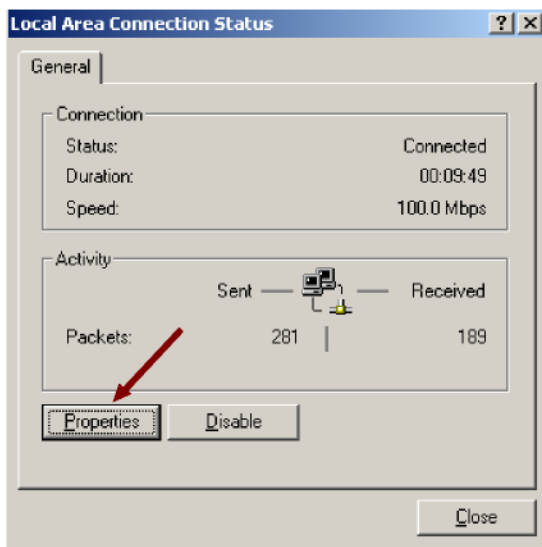 Local Area Connection Status
General
Connection
Status: Connected
Duration: 00:09:49
Speed: 100.0 Mbps
Activity
Sent Received
Packets: 281 189
Properties Disable
Close